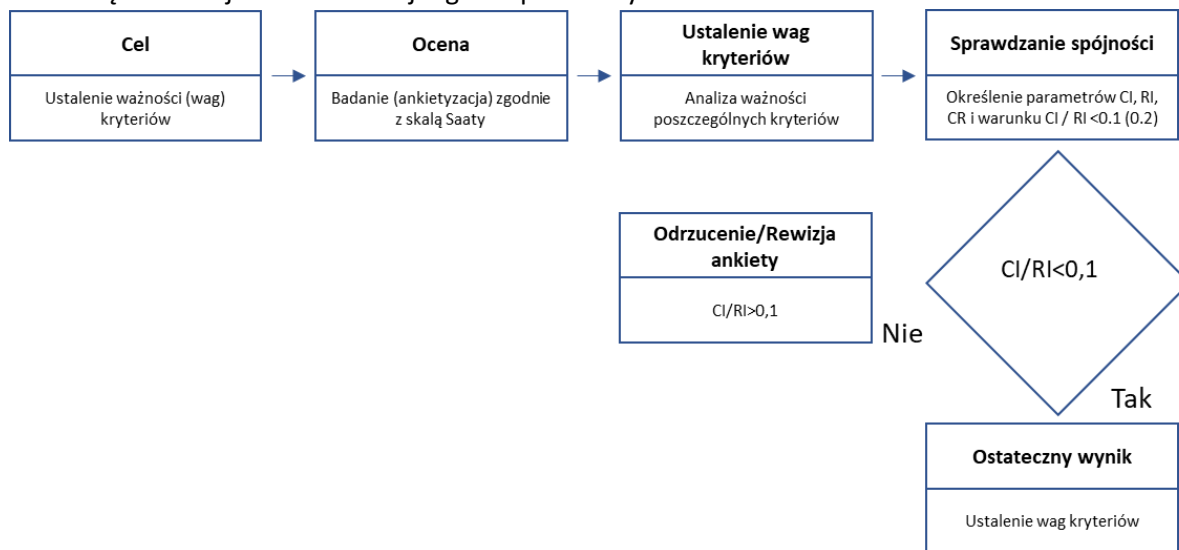 Cel
Ustalenie ważności (wag)
kryteriów
Ocena
Badanie (ankietyzacja) zgodnie
z skalą Saaty
Ustalenie wag
kryteriów
Analiza ważności
poszczególnych kryteriów
Sprawdzanie spójności
Określenie parametrów CI, RI,
CR i warunku CI / RI <0.1 (0.2)
Odrzucenie/Rewizja
ankiety
CI/RI>0,1
CI/RI<0,1
Nie
Tak
Ostateczny wynik
Ustalenie wag kryteriów